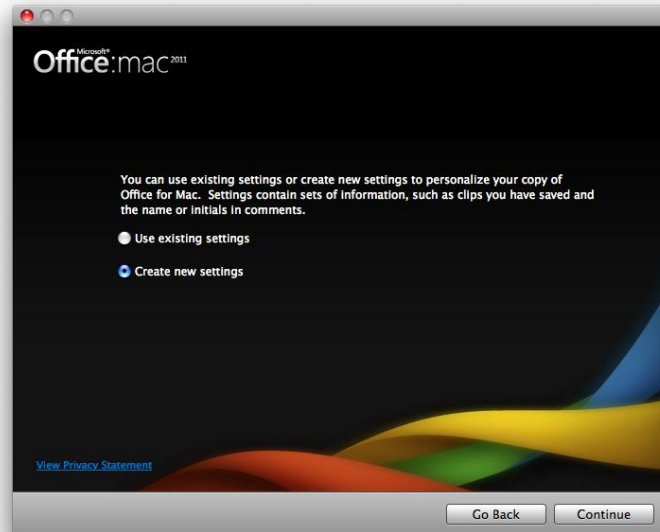 Microsoft®
Office:mac 2011
You can use existing settings or create new settings to personalize your copy of
Office for Mac.  Settings contain sets of information, such as clips you have saved and
the name or initials in comments.
Use existing settings
Create new settings
View Privacy Statement
Go Back
Continue